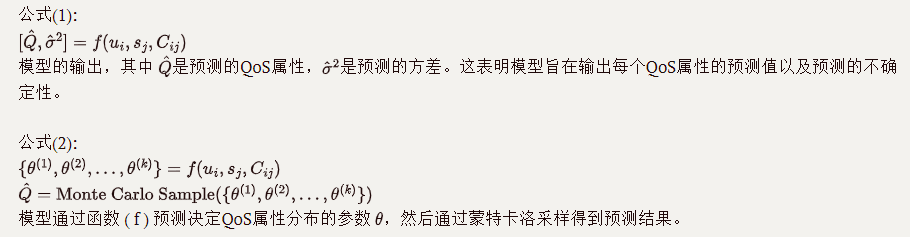 公式(1):
[Q̂, σ̂²] = f(uᵢ, sⱼ, Cᵢⱼ)
模型的输出，其中 Q̂是预测的QoS属性，σ̂²是预测的方差。这表明模型旨在输出每个QoS属性的预测值以及预测的不确
定性。
公式(2):
{θ⁽¹⁾, θ⁽²⁾, . . . , θ⁽ᵏ⁾} = f(uᵢ, sⱼ, Cᵢⱼ)
Q̂ = Monte Carlo Sample({θ⁽¹⁾, θ⁽²⁾, . . . , θ⁽ᵏ⁾})
模型通过函数 ( f ) 预测决定QoS属性分布的参数 θ，然后通过蒙特卡洛采样得到预测结果。